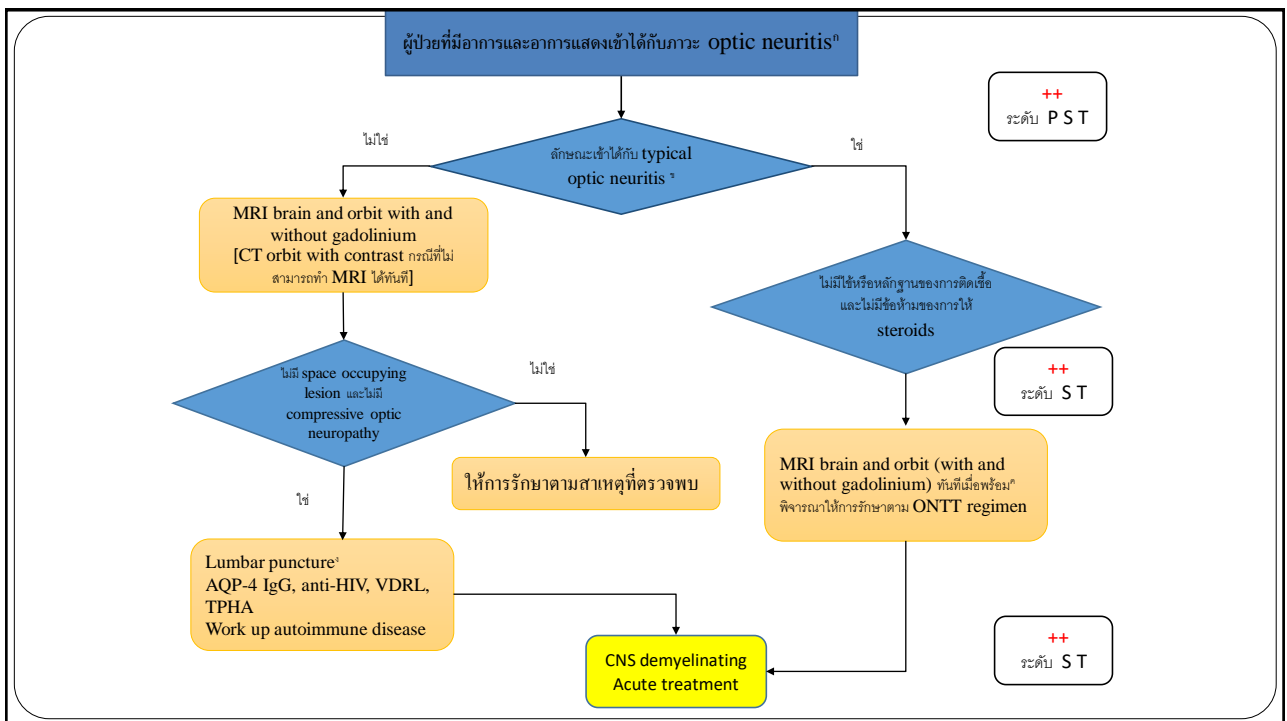 ผู้ป่วยที่มีอาการและอาการแสดงเข้าได้กับภาวะ optic neuritisก
++
ระดับ P S T
ไม่ใช่
ใช่
ลักษณะเข้าได้กับ typical
optic neuritis ข
MRI brain and orbit with and
without gadolinium
[CT orbit with contrast กรณีที่ไม่
สามารถทำ MRI ได้ทันที]
ไม่มีไข้หรือหลักฐานของการติดเชื้อ
และไม่มีข้อห้ามของการให้
steroids
ไม่มี space occupying
lesion และไม่มี
compressive optic
neuropathy
ไม่ใช่
++
ระดับ S T
ให้การรักษาตามสาเหตุที่ตรวจพบ
MRI brain and orbit (with and
without gadolinium) ทันทีเมื่อพร้อมค
พิจารณาให้การรักษาตาม ONTT regimen
ใช่
Lumbar puncture
AQP-4 IgG, anti-HIV, VDRL,
TPHA
Work up autoimmune disease
CNS demyelinating
Acute treatment
++
ระดับ S T